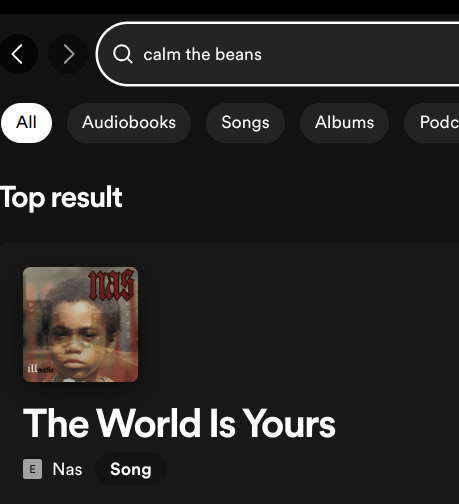 calm the beans
All Audiobooks Songs Albums Podc
Top result
nas
illmatic
The World Is Yours
E Nas Song